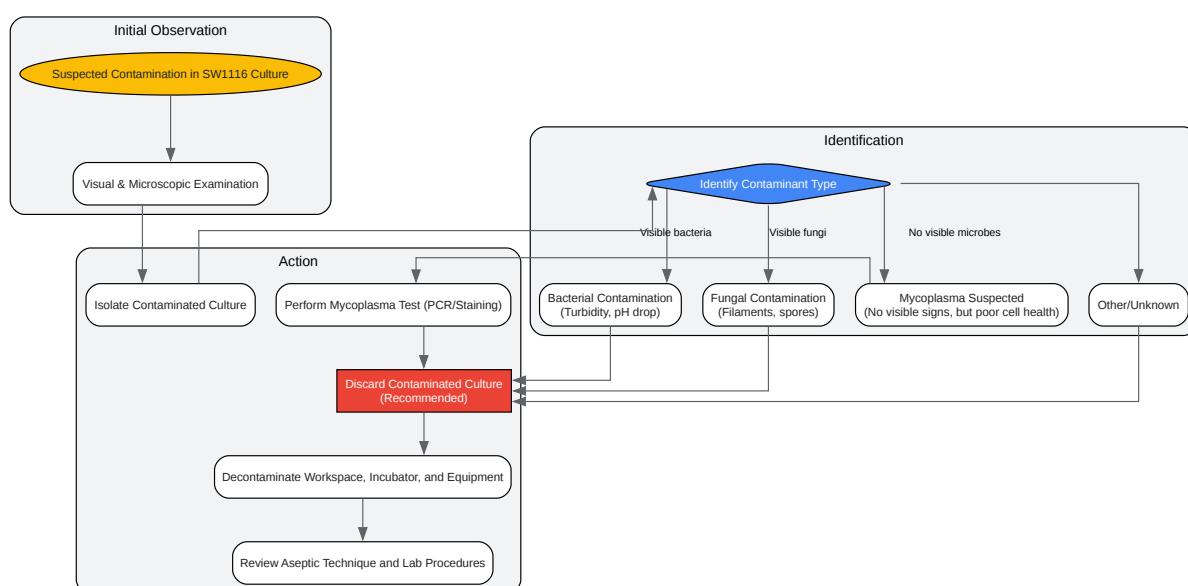 Initial Observation
Suspected Contamination in SW1116 Culture
Visual & Microscopic Examination
Identification
Identify Contaminant Type
Visible bacteria
Visible fungi
No visible microbes
Action
Isolate Contaminated Culture
Perform Mycoplasma Test (PCR/Staining)
Bacterial Contamination
(Turbidity, pH drop)
Fungal Contamination
(Filaments, spores)
Mycoplasma Suspected
(No visible signs, but poor cell health)
Other/Unknown
Discard Contaminated Culture
(Recommended)
Decontaminate Workspace, Incubator, and Equipment
Review Aseptic Technique and Lab Procedures